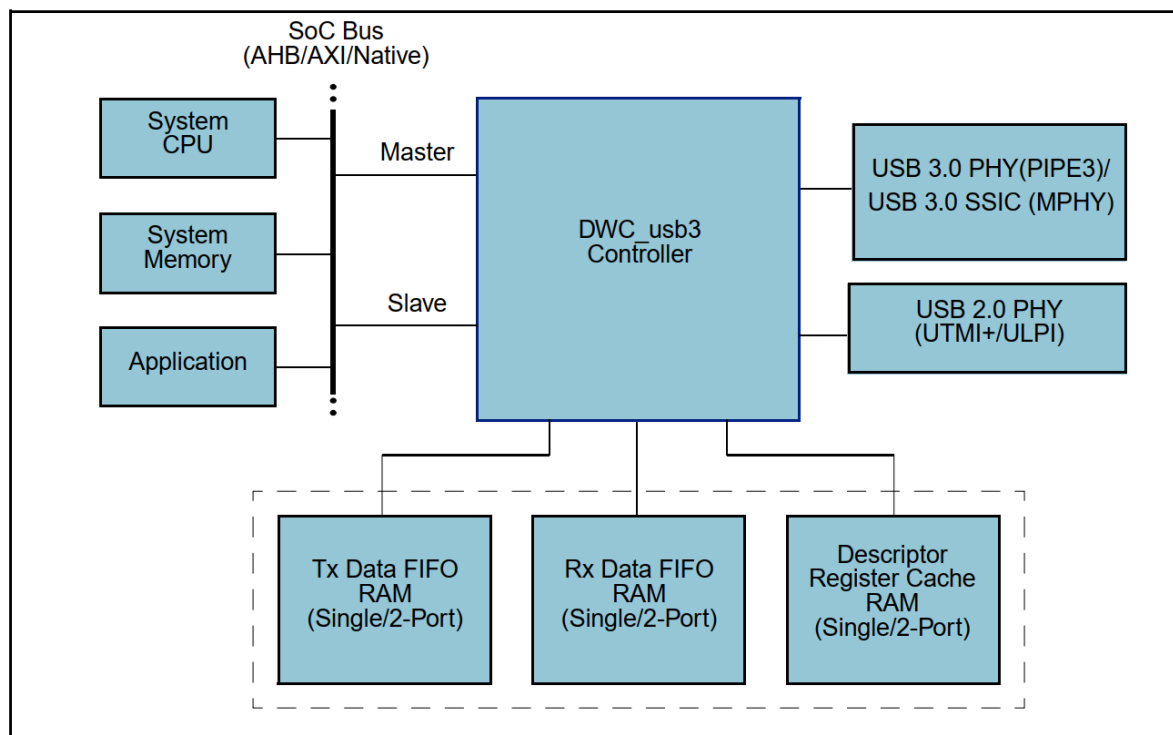 SoC Bus
(AHB/AXI/Native)
System
CPU
System
Memory
Application
Master
Slave
DWC_usb3
Controller
USB 3.0 PHY(PIPE3)/
USB 3.0 SSIC (MPHY)
USB 2.0 PHY
(UTMI+/ULPI)
Tx Data FIFO
RAM
(Single/2-Port)
Rx Data FIFO
RAM
(Single/2-Port)
Descriptor
Register Cache
RAM
(Single/2-Port)